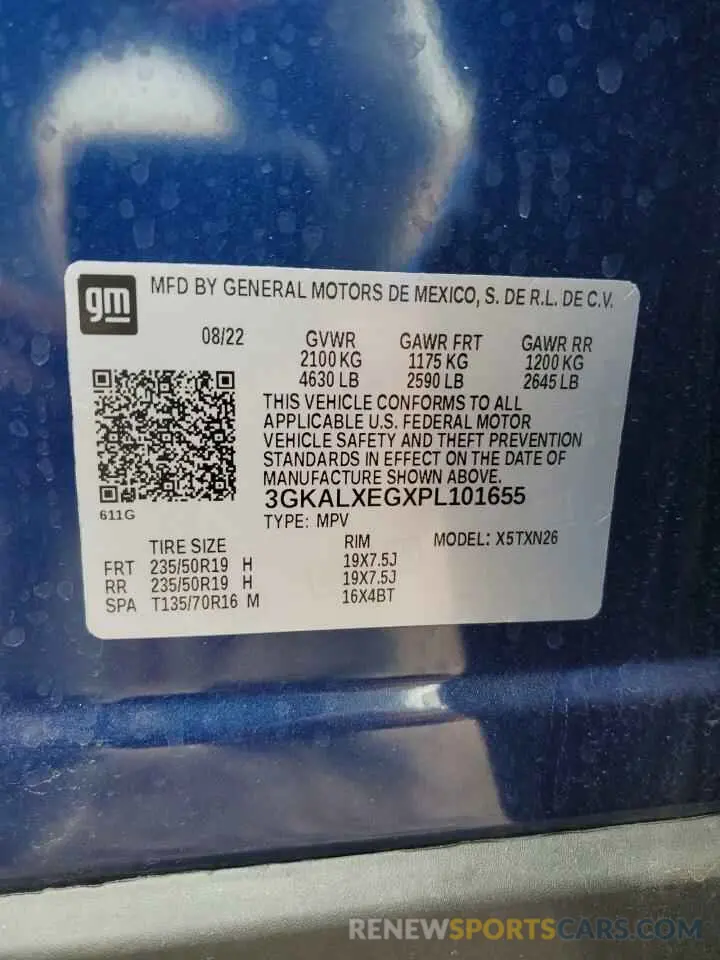 gm
MFD BY GENERAL MOTORS DE MEXICO, S. DE R.L. DE C.V.
08/22 GVWR GAWR FRT GAWR RR
2100 KG 1175 KG 1200 KG
4630 LB 2590 LB 2645 LB
THIS VEHICLE CONFORMS TO ALL
APPLICABLE U.S. FEDERAL MOTOR
VEHICLE SAFETY AND THEFT PREVENTION
STANDARDS IN EFFECT ON THE DATE OF
MANUFACTURE SHOWN ABOVE.
3GKALXEGXPL101655
611G
TYPE: MPV
TIRE SIZE RIM MODEL: X5TXN26
FRT 235/50R19 H 19X7.5J
RR 235/50R19 H 19X7.5J
SPA T135/70R16 M 16X4BT
RENEWSPORTSCARS.COM